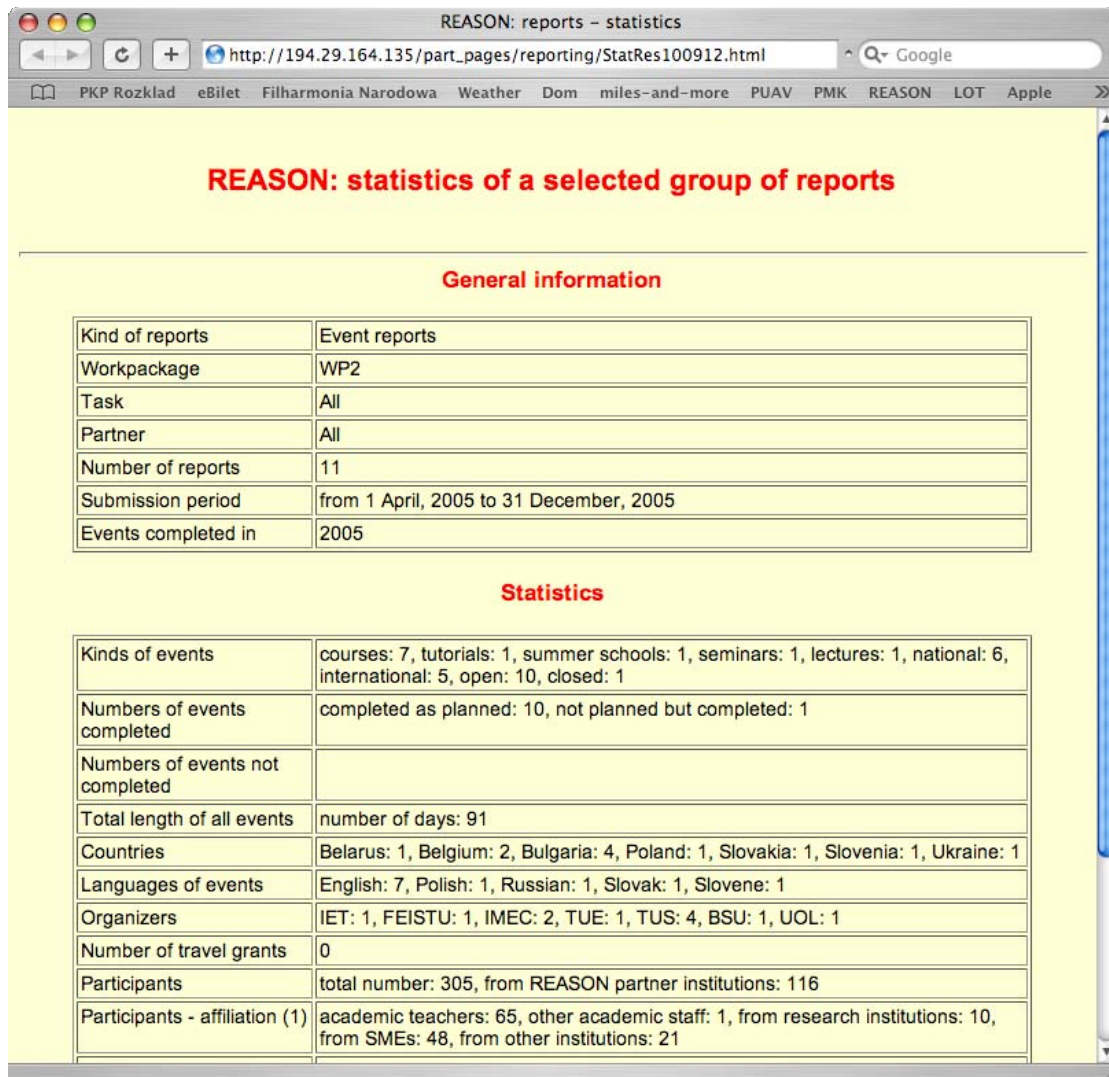 REASON: reports – statistics
http://194.29.164.135/part_pages/reporting/StatRes100912.html
Google
PKP Rozklad eBilet Filharmonia Narodowa Weather Dom miles-and-more PUAV PMK REASON LOT Apple
REASON: statistics of a selected group of reports
General information
Kind of reports Event reports
Workpackage WP2
Task All
Partner All
Number of reports 11
Submission period from 1 April, 2005 to 31 December, 2005
Events completed in 2005
Statistics
Kinds of events courses: 7, tutorials: 1, summer schools: 1, seminars: 1, lectures: 1, national: 6,
international: 5, open: 10, closed: 1
Numbers of events completed as planned: 10, not planned but completed: 1
completed
Numbers of events not
completed
Total length of all events number of days: 91
Countries Belarus: 1, Belgium: 2, Bulgaria: 4, Poland: 1, Slovakia: 1, Slovenia: 1, Ukraine: 1
Languages of events English: 7, Polish: 1, Russian: 1, Slovak: 1, Slovene: 1
Organizers IET: 1, FEISTU: 1, IMEC: 2, TUE: 1, TUS: 4, BSU: 1, UOL: 1
Number of travel grants 0
Participants total number: 305, from REASON partner institutions: 116
Participants - affiliation (1) academic teachers: 65, other academic staff: 1, from research institutions: 10,
from SMEs: 48, from other institutions: 21